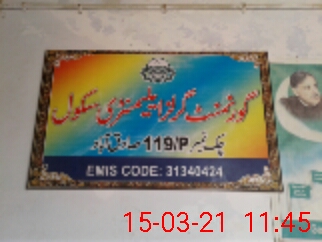 گورنمنٹ گرلز ایلیمنٹری سکول
چک نمبر 119/P صادق آباد
EMIS CODE: 31340424
15-03-21 11:45